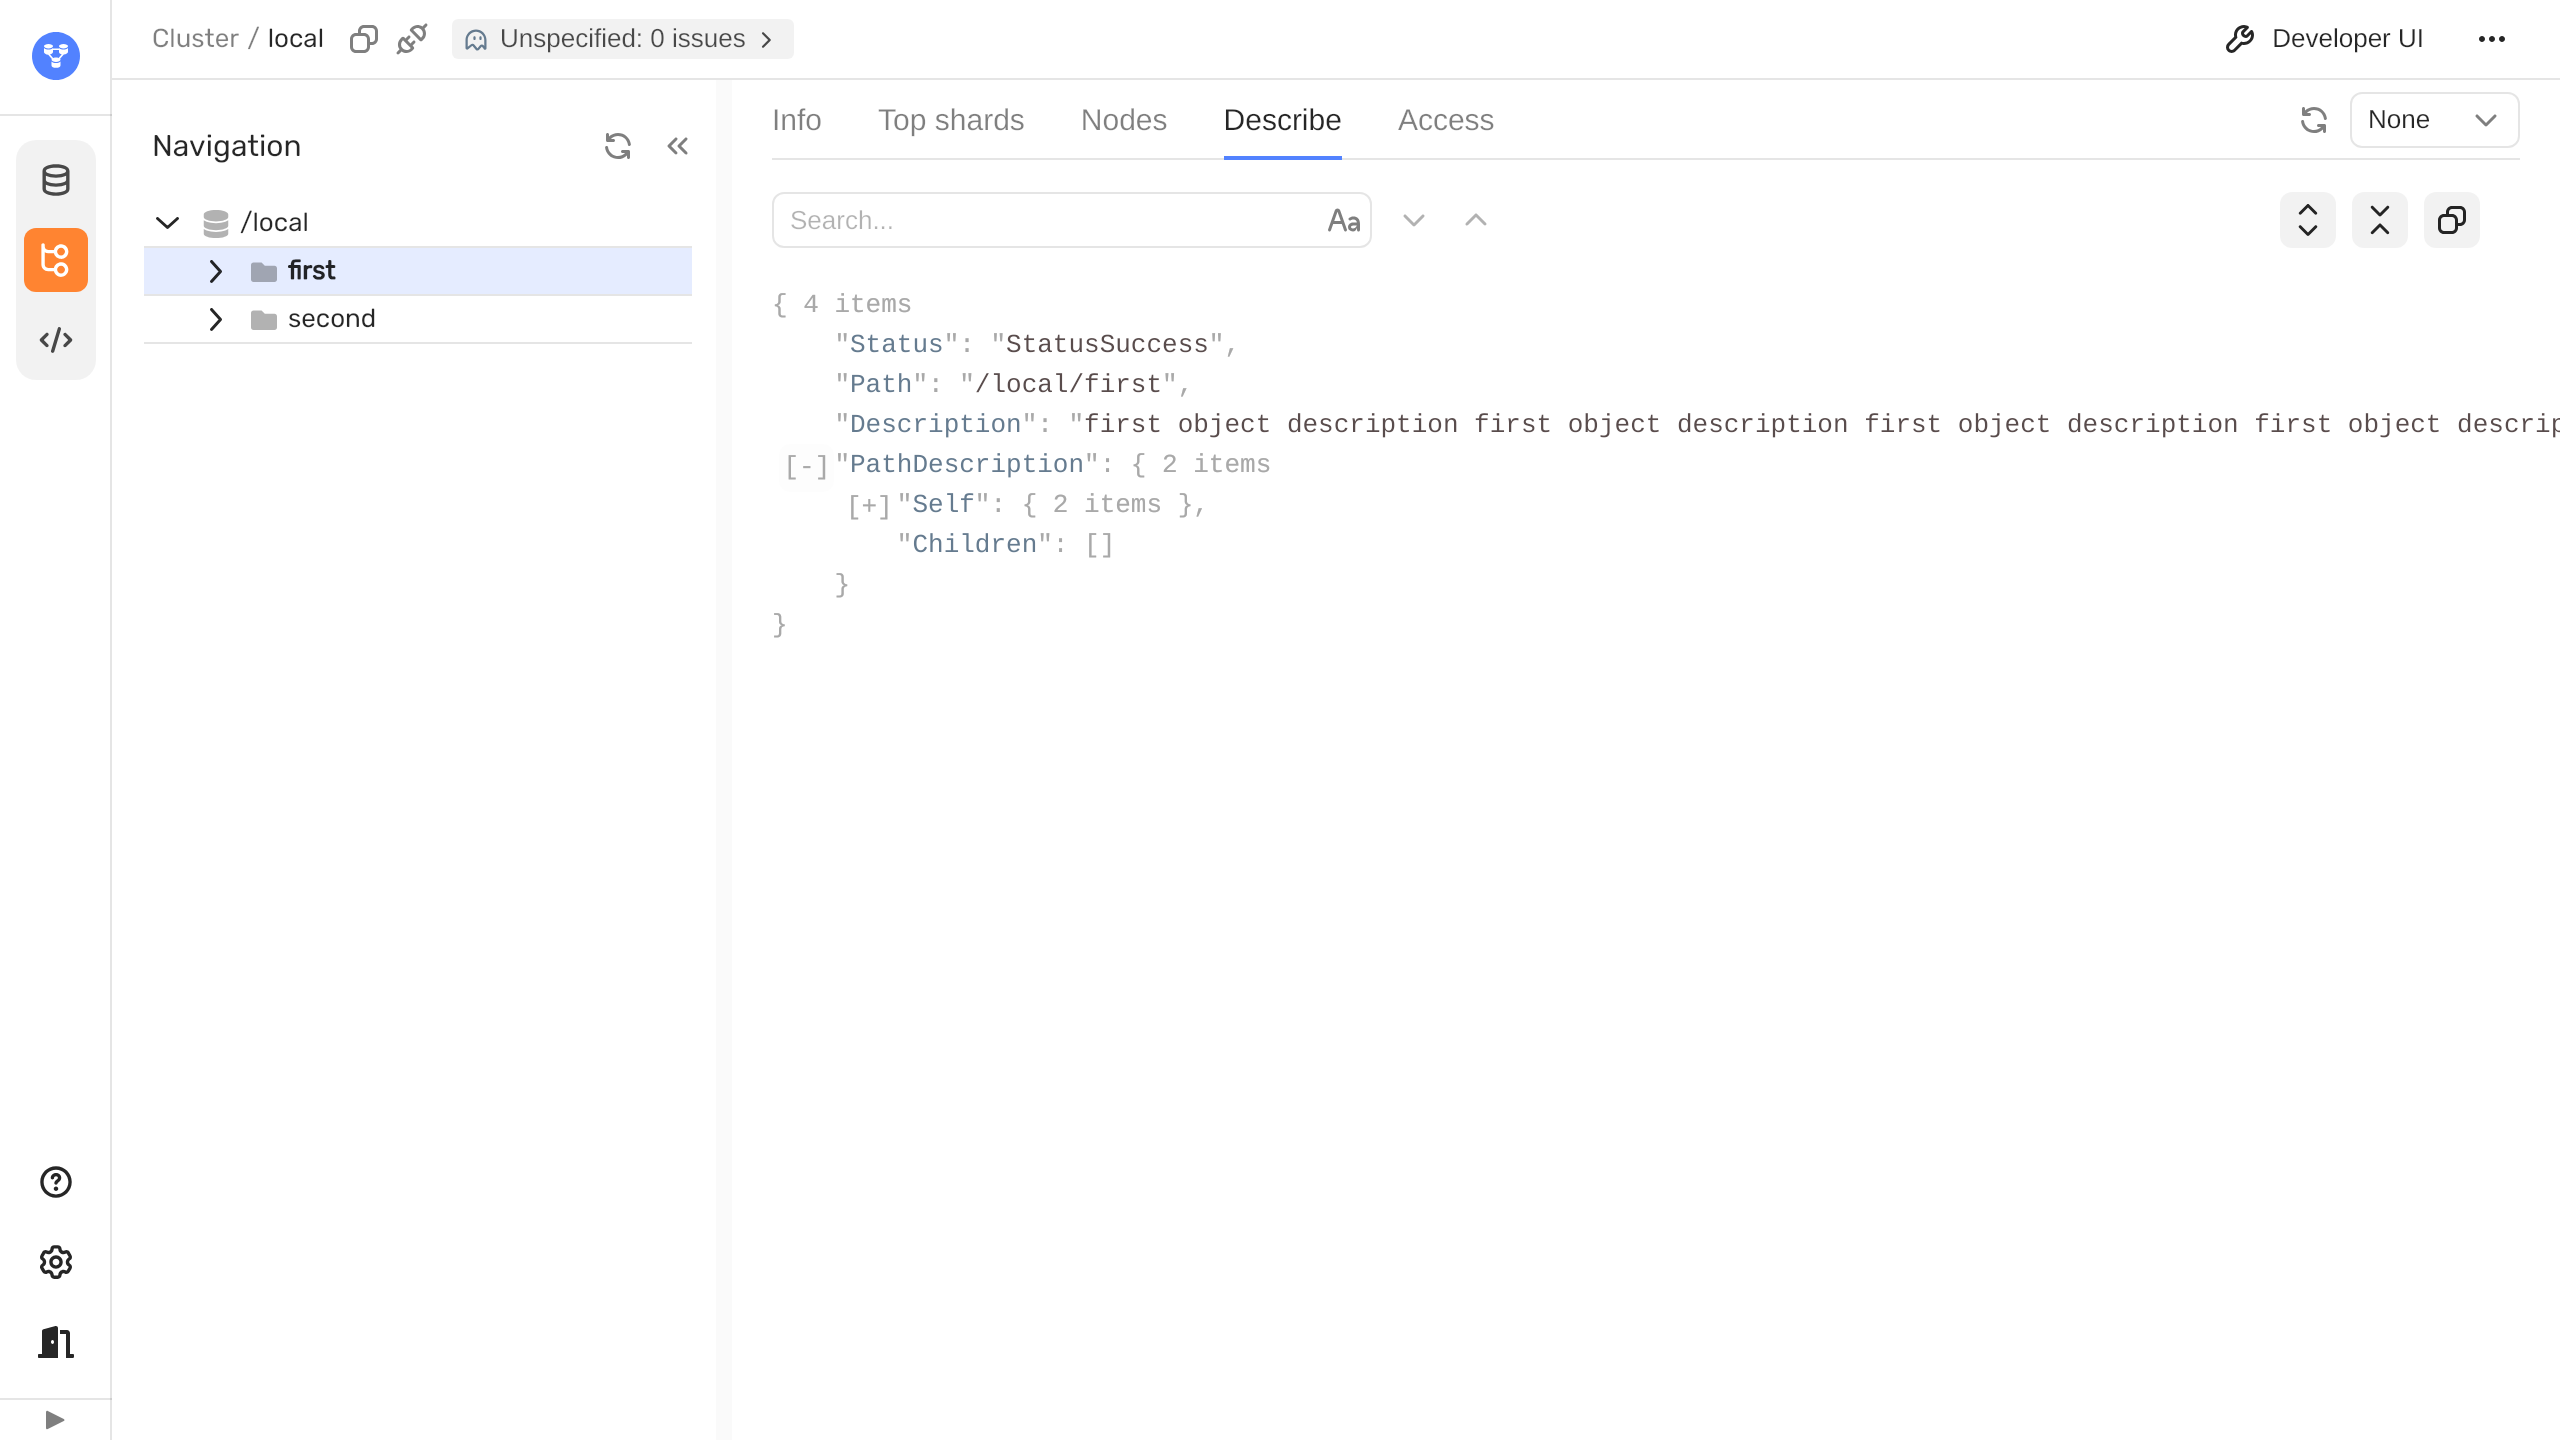 Cluster / local
Unspecified: 0 issues
Developer UI
Navigation
/local
first
second
Info
Top shards
Nodes
Describe
Access
None
Search...
Aa
{ 4 items
"Status": "StatusSuccess",
"Path": "/local/first",
"Description": "first object description first object description first object description first object descrip
[-] "PathDescription": { 2 items
[+] "Self": { 2 items },
"Children": []
}
}